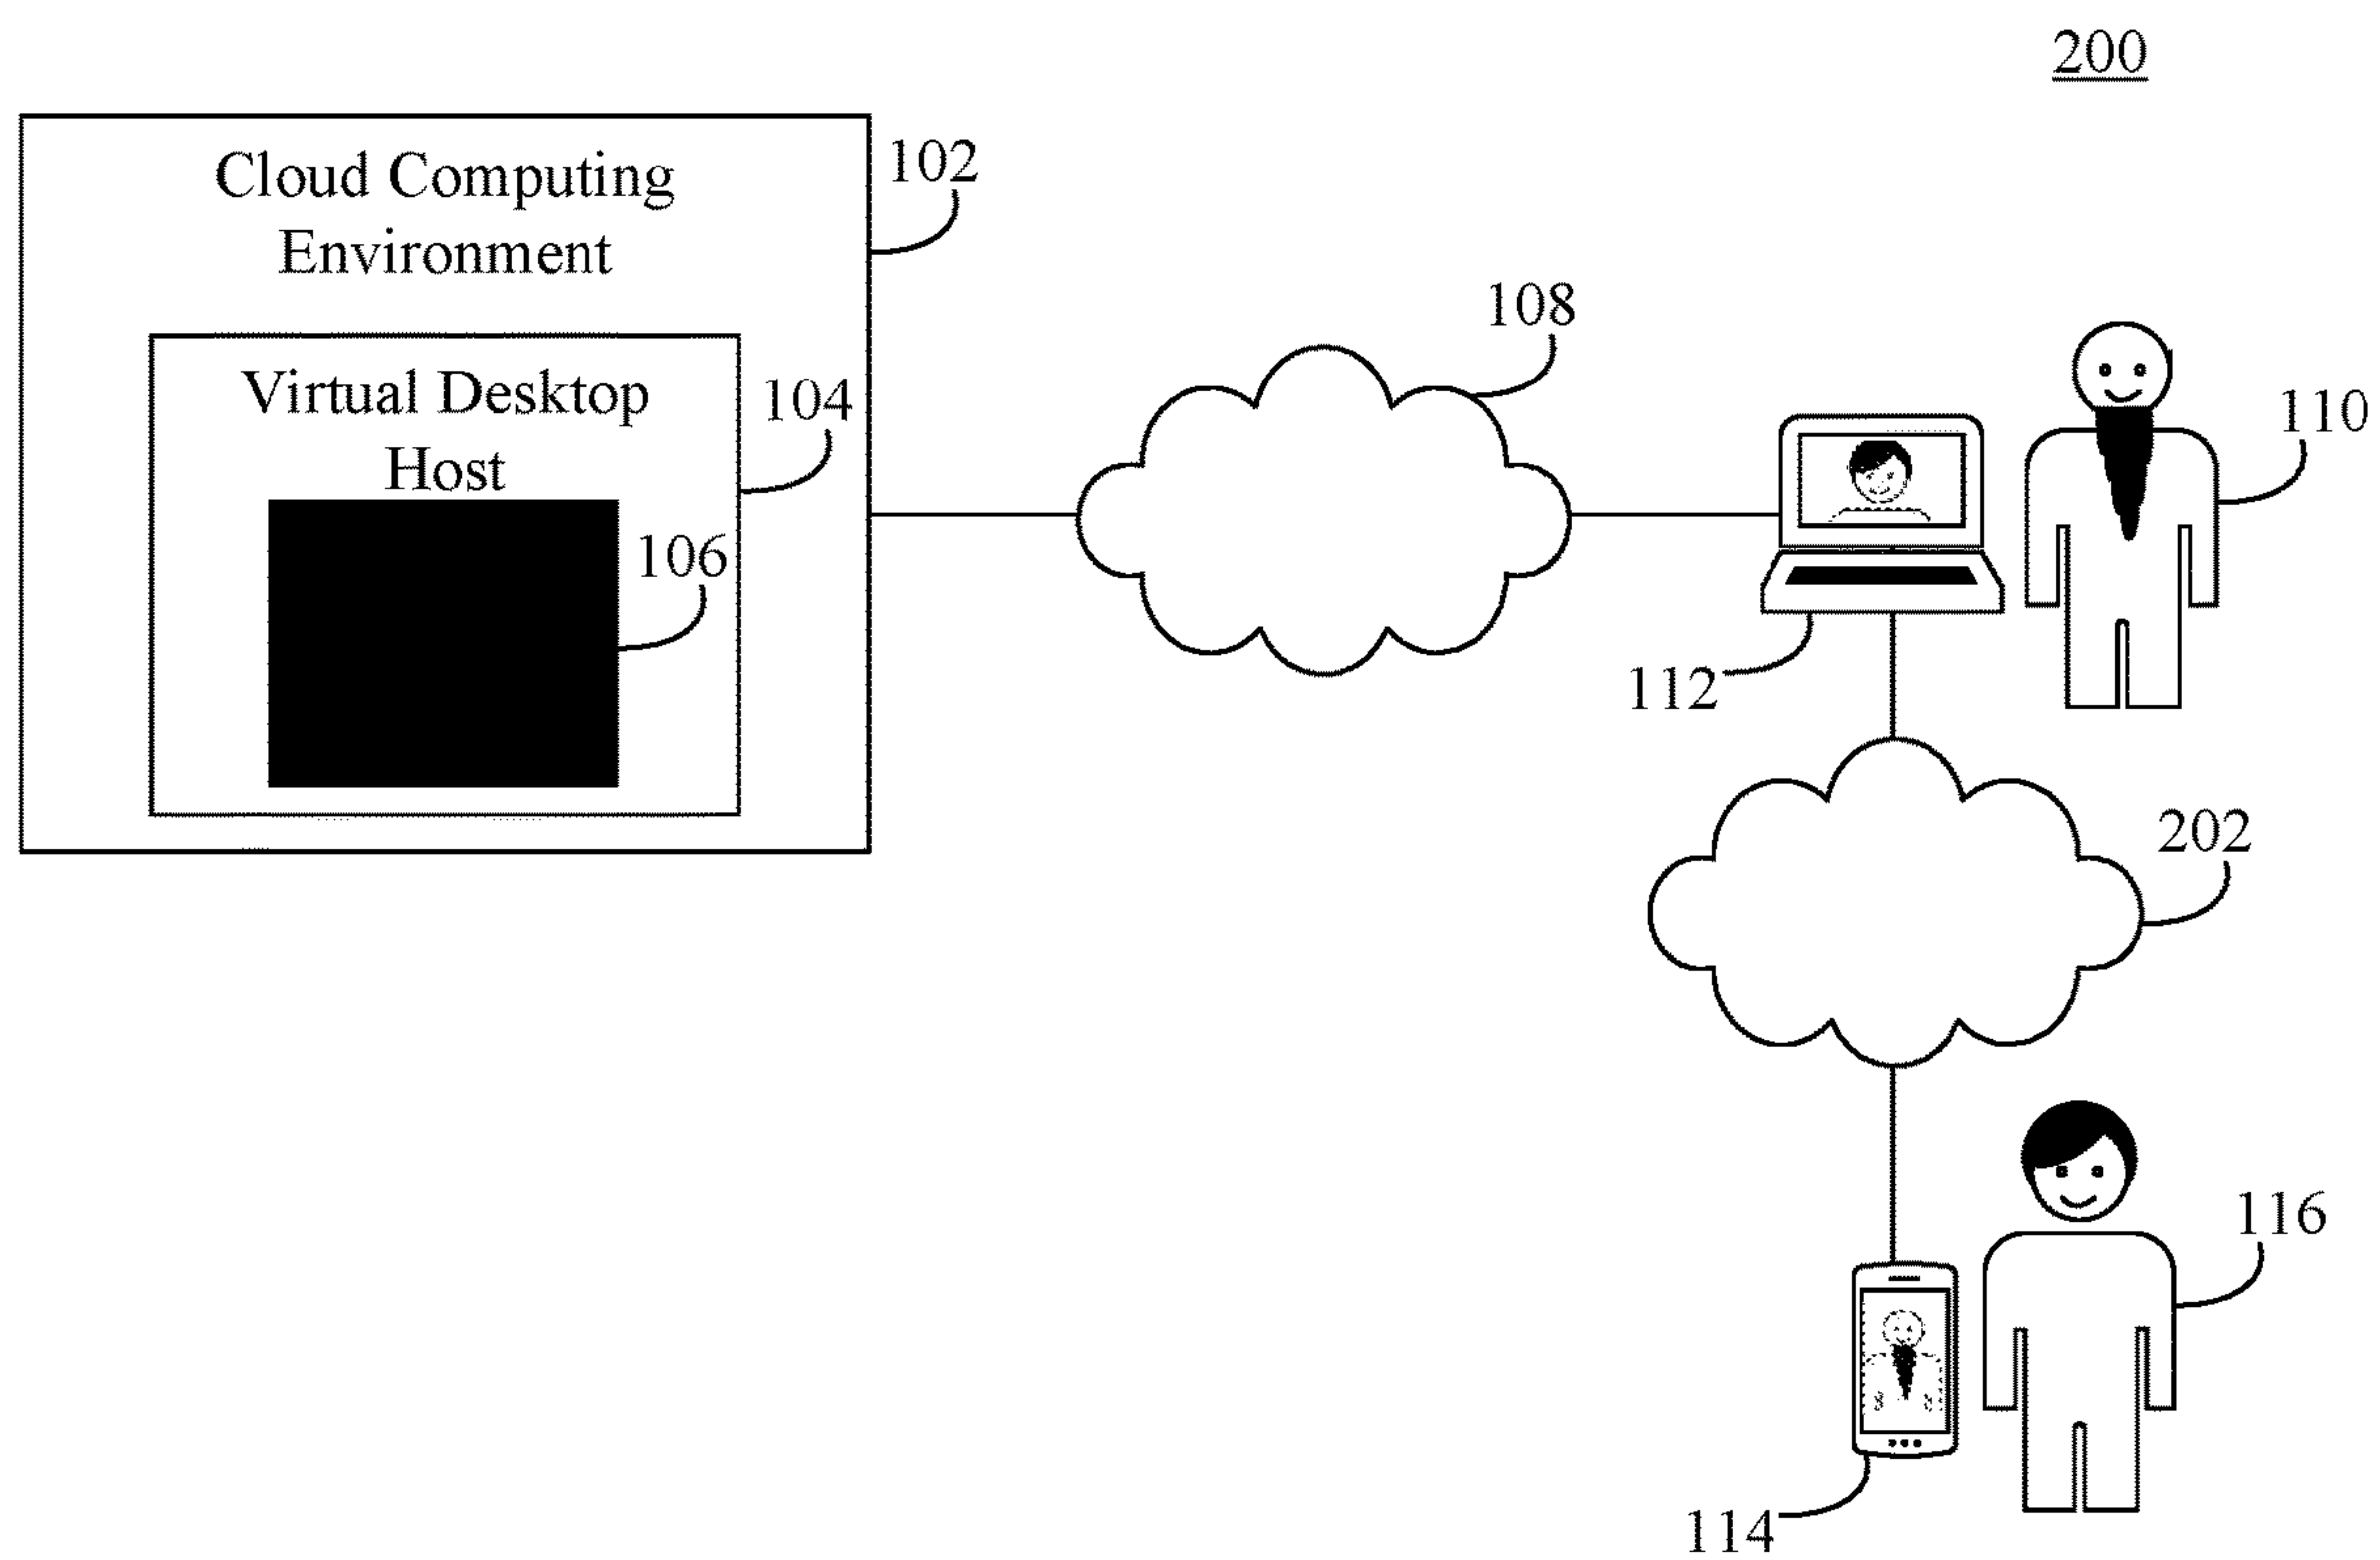 200
Cloud Computing
Environment
102
Virtual Desktop
Host
104
106
108
110
112
202
116
114